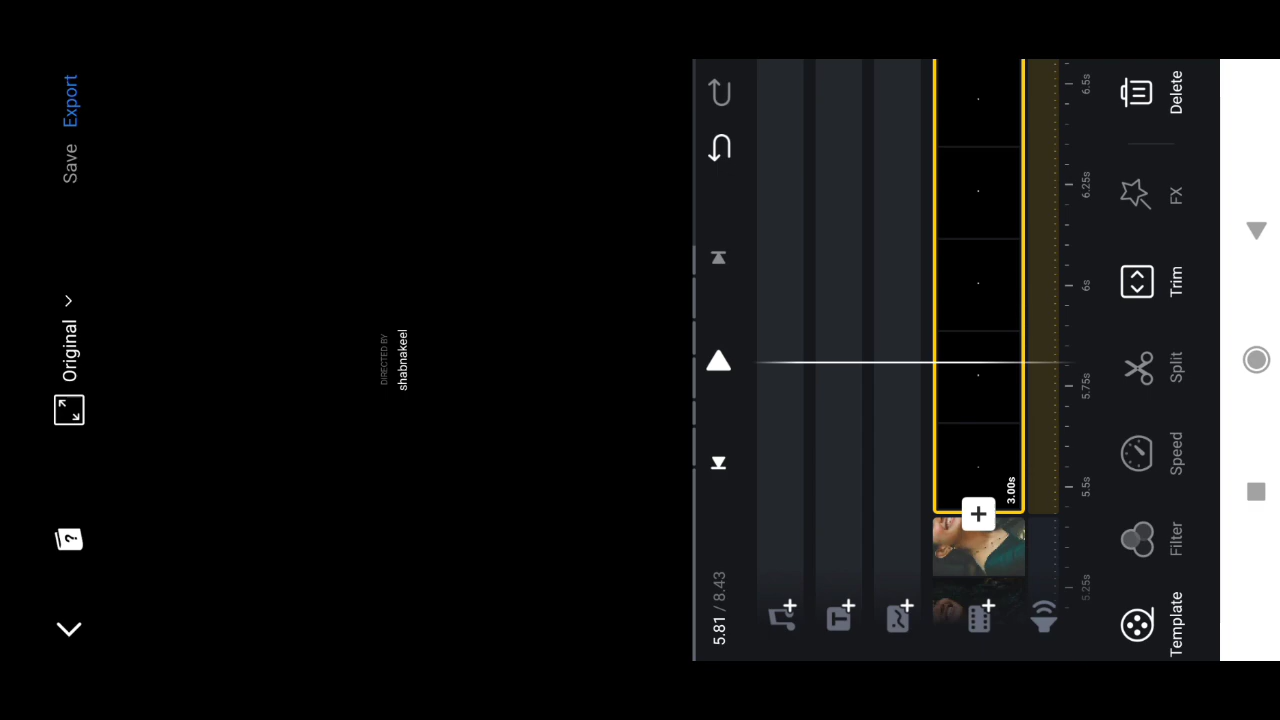 Original
Save
Export
DIRECTED BY
shabnakeel
5.81 / 8.43
3.00s
5.25s
5.5s
5.75s
6s
6.25s
6.5s
Template
Filter
Speed
Split
Trim
FX
Delete